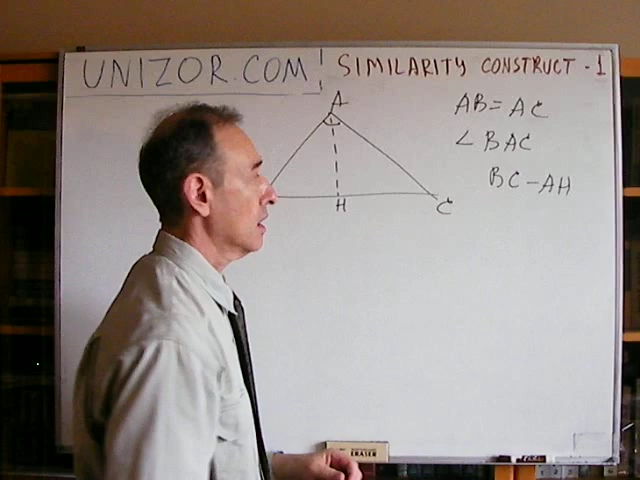 UNIZOR.COM
SIMILARITY CONSTRUCT - 1
A
H
C
AB = AC
∠ BAC
BC - AH
ERASER